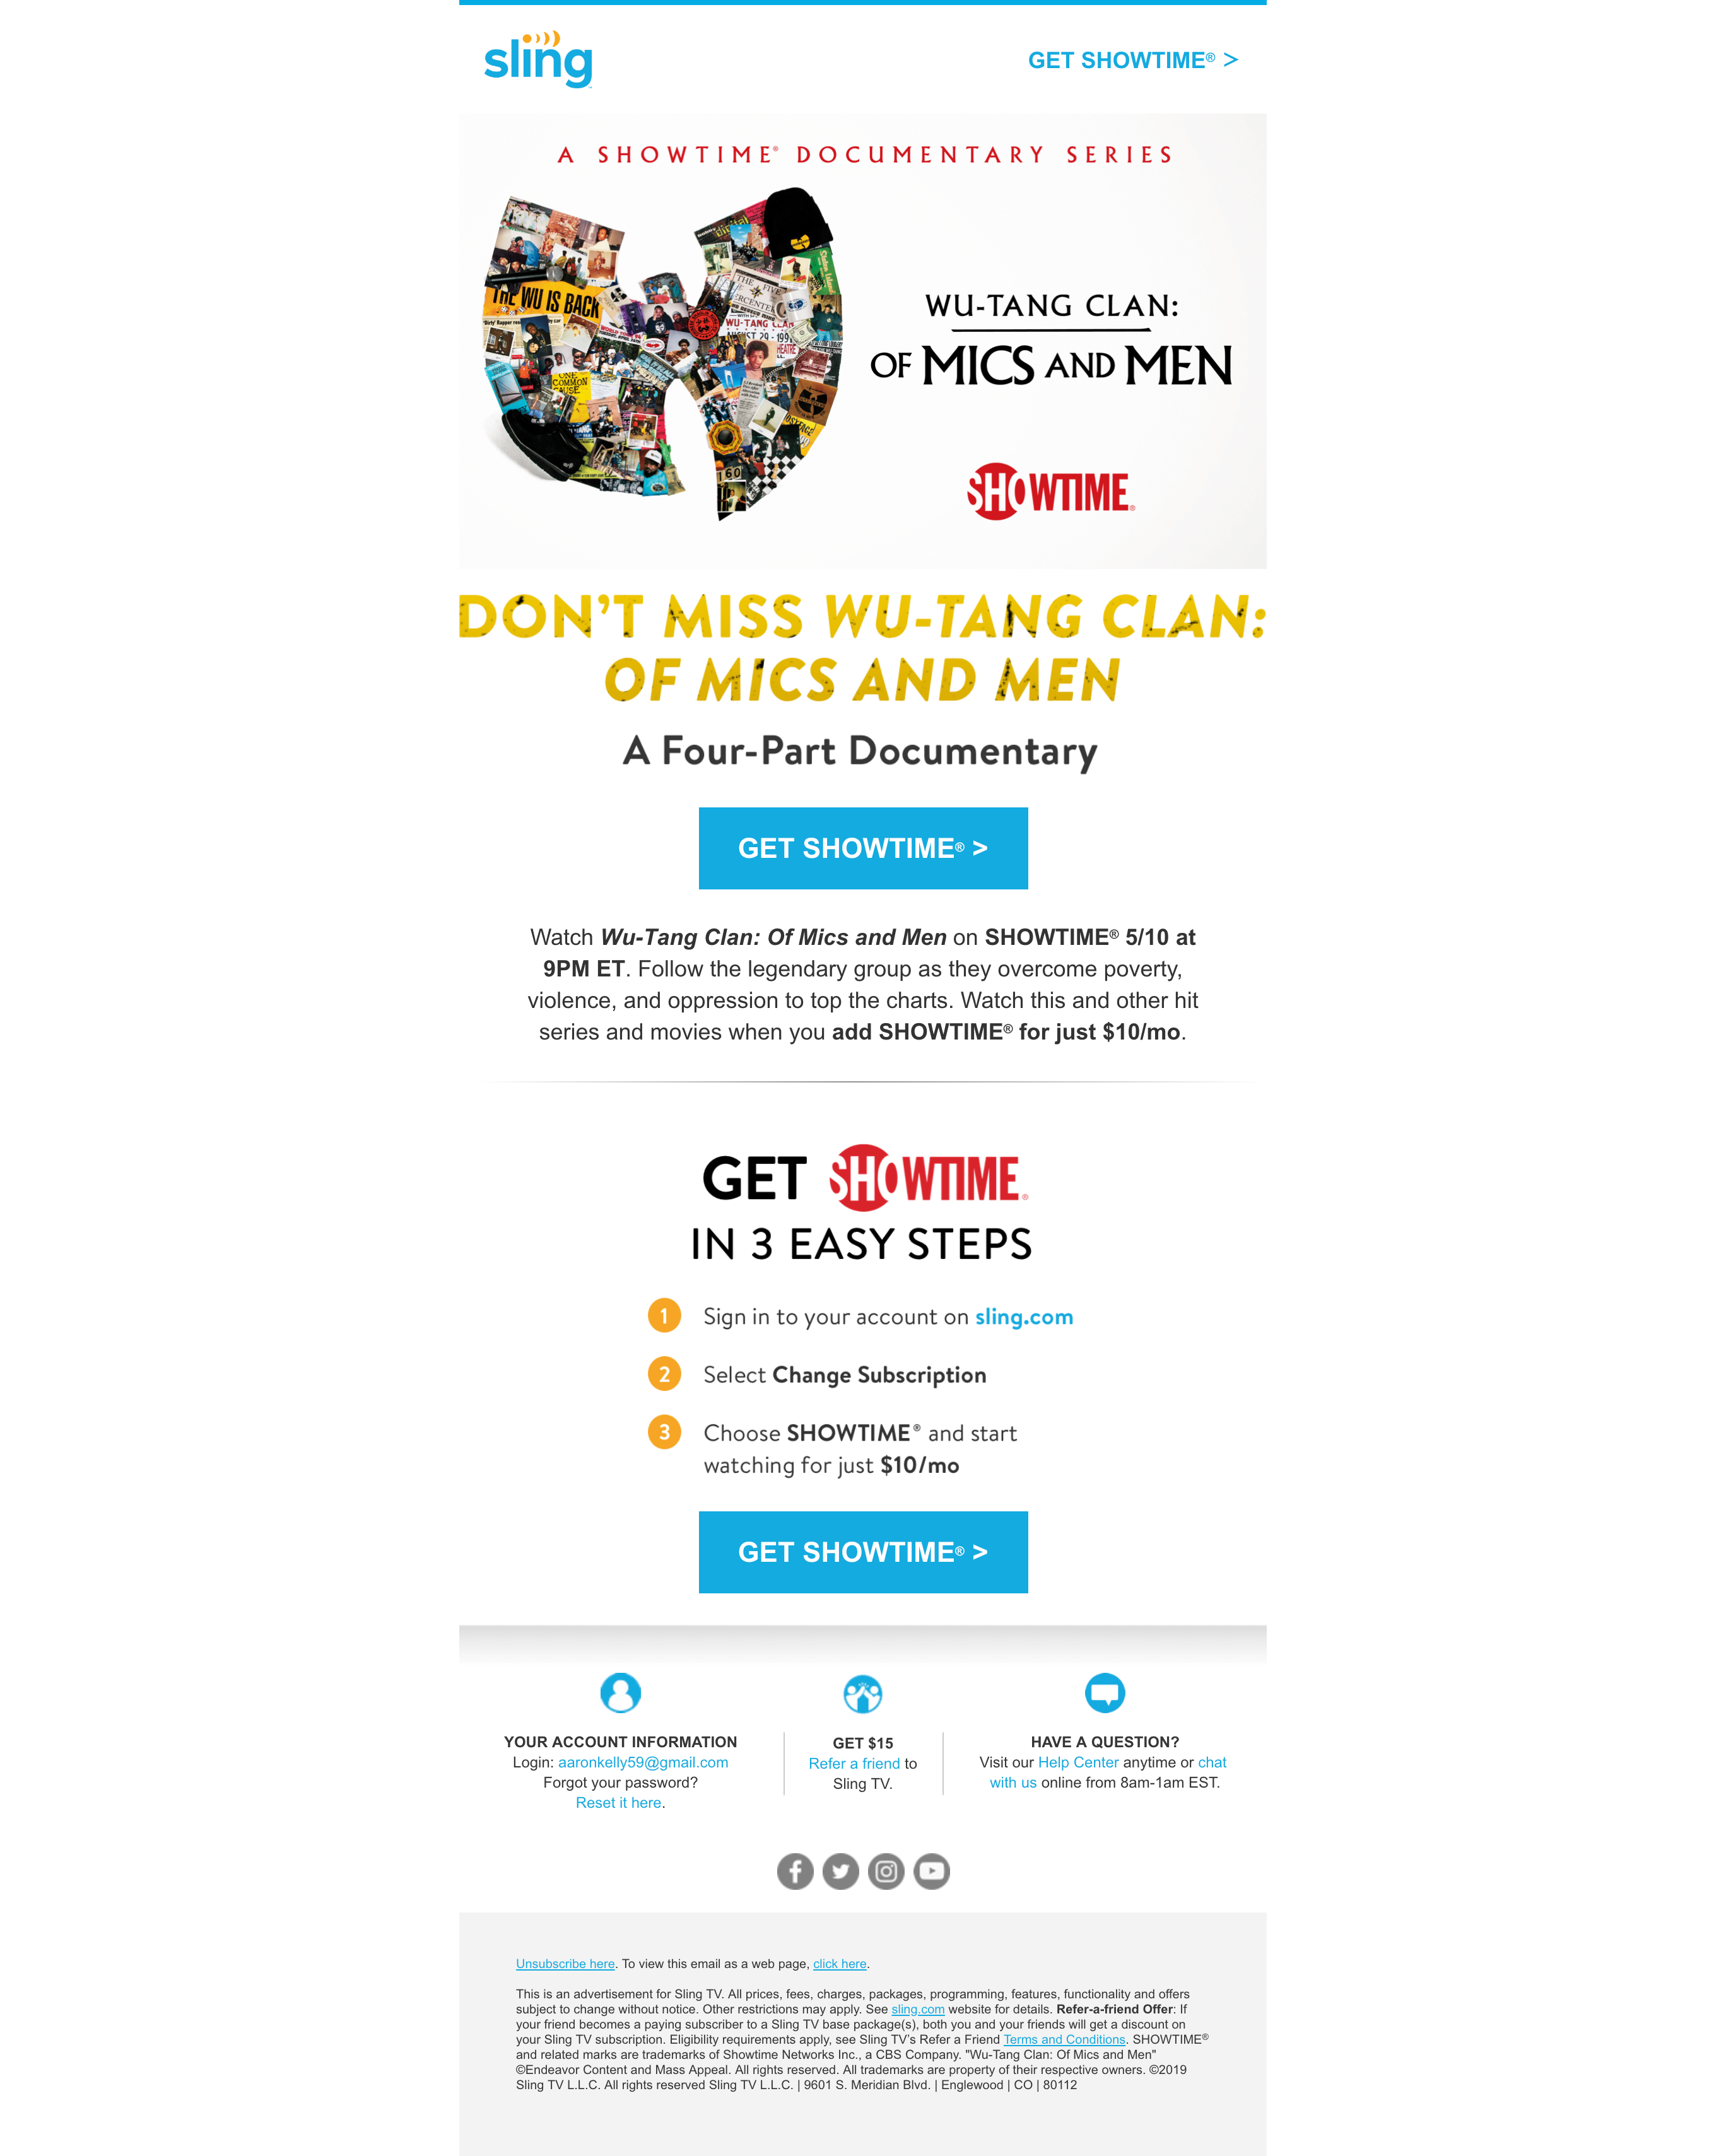 sling
GET SHOWTIME® >
A SHOWTIME® DOCUMENTARY SERIES
THE WU IS BACK
THE FIVE
WU-TANG CLAN
ONE
COMMON
CAUSE
160
WU-TANG CLAN:
OF MICS AND MEN
SHOWTIME®
DON'T MISS WU-TANG CLAN:
OF MICS AND MEN
A Four-Part Documentary
GET SHOWTIME® >
Watch Wu-Tang Clan: Of Mics and Men on SHOWTIME® 5/10 at
9PM ET. Follow the legendary group as they overcome poverty,
violence, and oppression to top the charts. Watch this and other hit
series and movies when you add SHOWTIME® for just $10/mo.
GET SHOWTIME®
IN 3 EASY STEPS
1 Sign in to your account on sling.com
2 Select Change Subscription
3 Choose SHOWTIME® and start
watching for just $10/mo
GET SHOWTIME® >
YOUR ACCOUNT INFORMATION
Login: aaronkelly59@gmail.com
Forgot your password?
Reset it here.
GET $15
Refer a friend to
Sling TV.
HAVE A QUESTION?
Visit our Help Center anytime or chat
with us online from 8am-1am EST.
Unsubscribe here. To view this email as a web page, click here.
This is an advertisement for Sling TV. All prices, fees, charges, packages, programming, features, functionality and offers
subject to change without notice. Other restrictions may apply. See sling.com website for details. Refer-a-friend Offer: If
your friend becomes a paying subscriber to a Sling TV base package(s), both you and your friends will get a discount on
your Sling TV subscription. Eligibility requirements apply, see Sling TV's Refer a Friend Terms and Conditions. SHOWTIME®
and related marks are trademarks of Showtime Networks Inc., a CBS Company. "Wu-Tang Clan: Of Mics and Men"
©Endeavor Content and Mass Appeal. All rights reserved. All trademarks are property of their respective owners. ©2019
Sling TV L.L.C. All rights reserved Sling TV L.L.C. | 9601 S. Meridian Blvd. | Englewood | CO | 80112